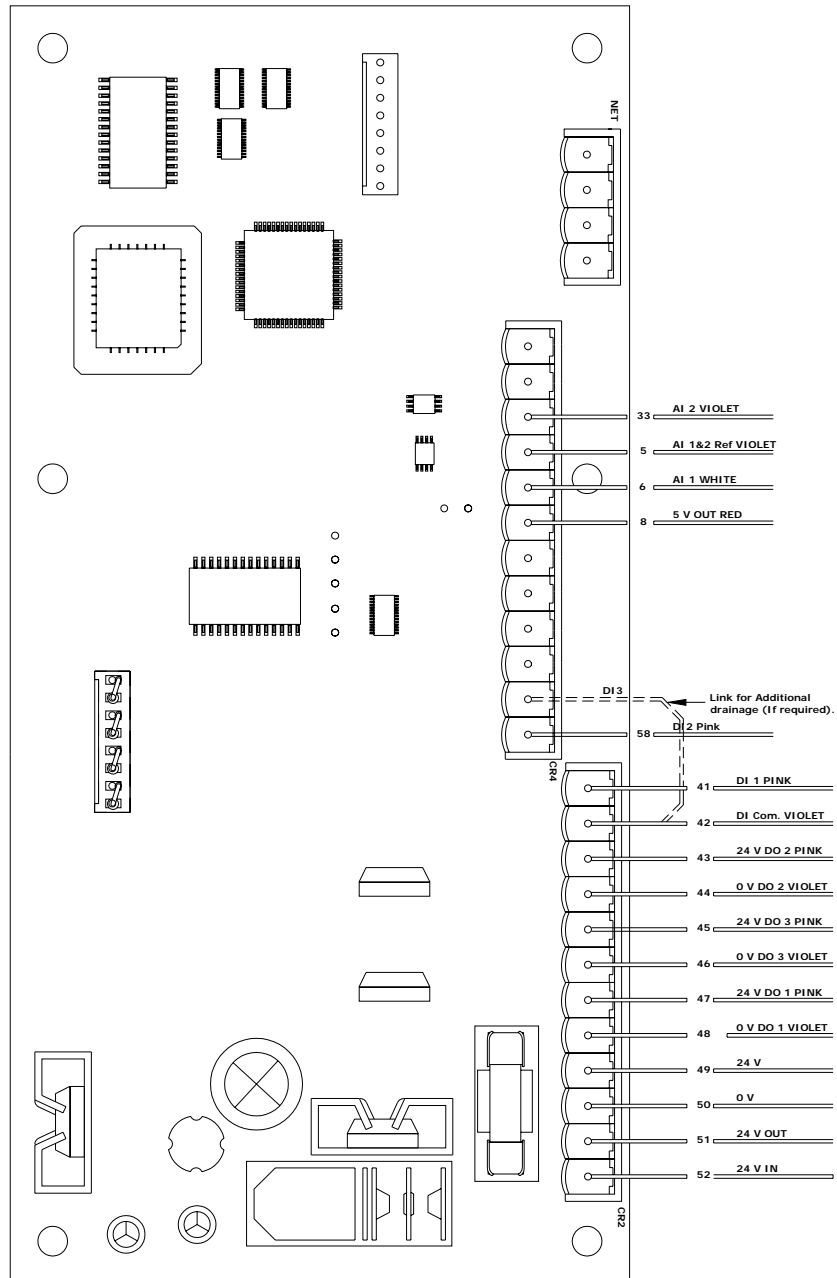 NET
33 AI 2 VIOLET
5 AI 1&2 Ref VIOLET
6 AI 1 WHITE
8 5 V OUT RED
DI3
Link for Additional
drainage (If required).
58 DI2 Pink
CR4
41 DI 1 PINK
42 DI Com. VIOLET
43 24 V DO 2 PINK
44 0 V DO 2 VIOLET
45 24 V DO 3 PINK
46 0 V DO 3 VIOLET
47 24 V DO 1 PINK
48 0 V DO 1 VIOLET
49 24 V
50 0 V
51 24 V OUT
52 24 V IN
CR2